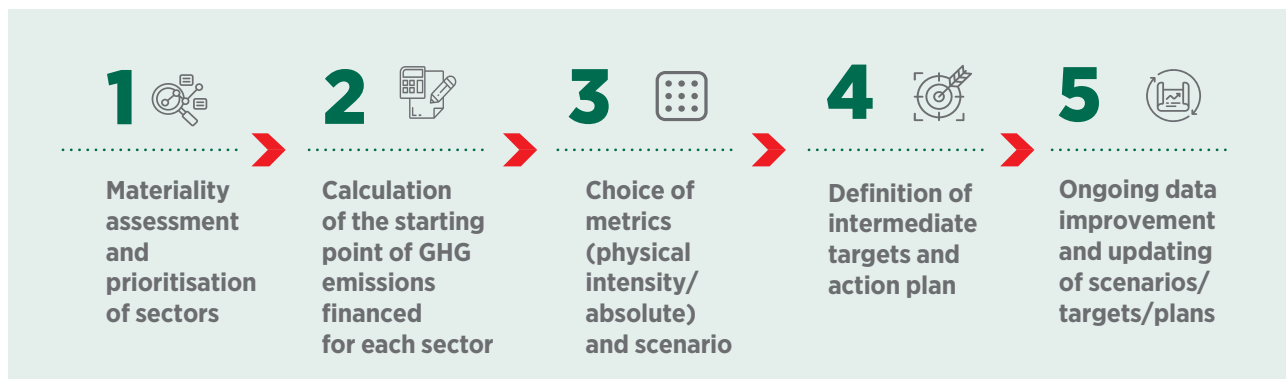 1
Materiality
assessment
and
prioritisation
of sectors
2
Calculation
of the starting
point of GHG
emissions
financed
for each sector
3
Choice of
metrics
(physical
intensity/
absolute)
and scenario
4
Definition of
intermediate
targets and
action plan
5
Ongoing data
improvement
and updating
of scenarios/
targets/plans